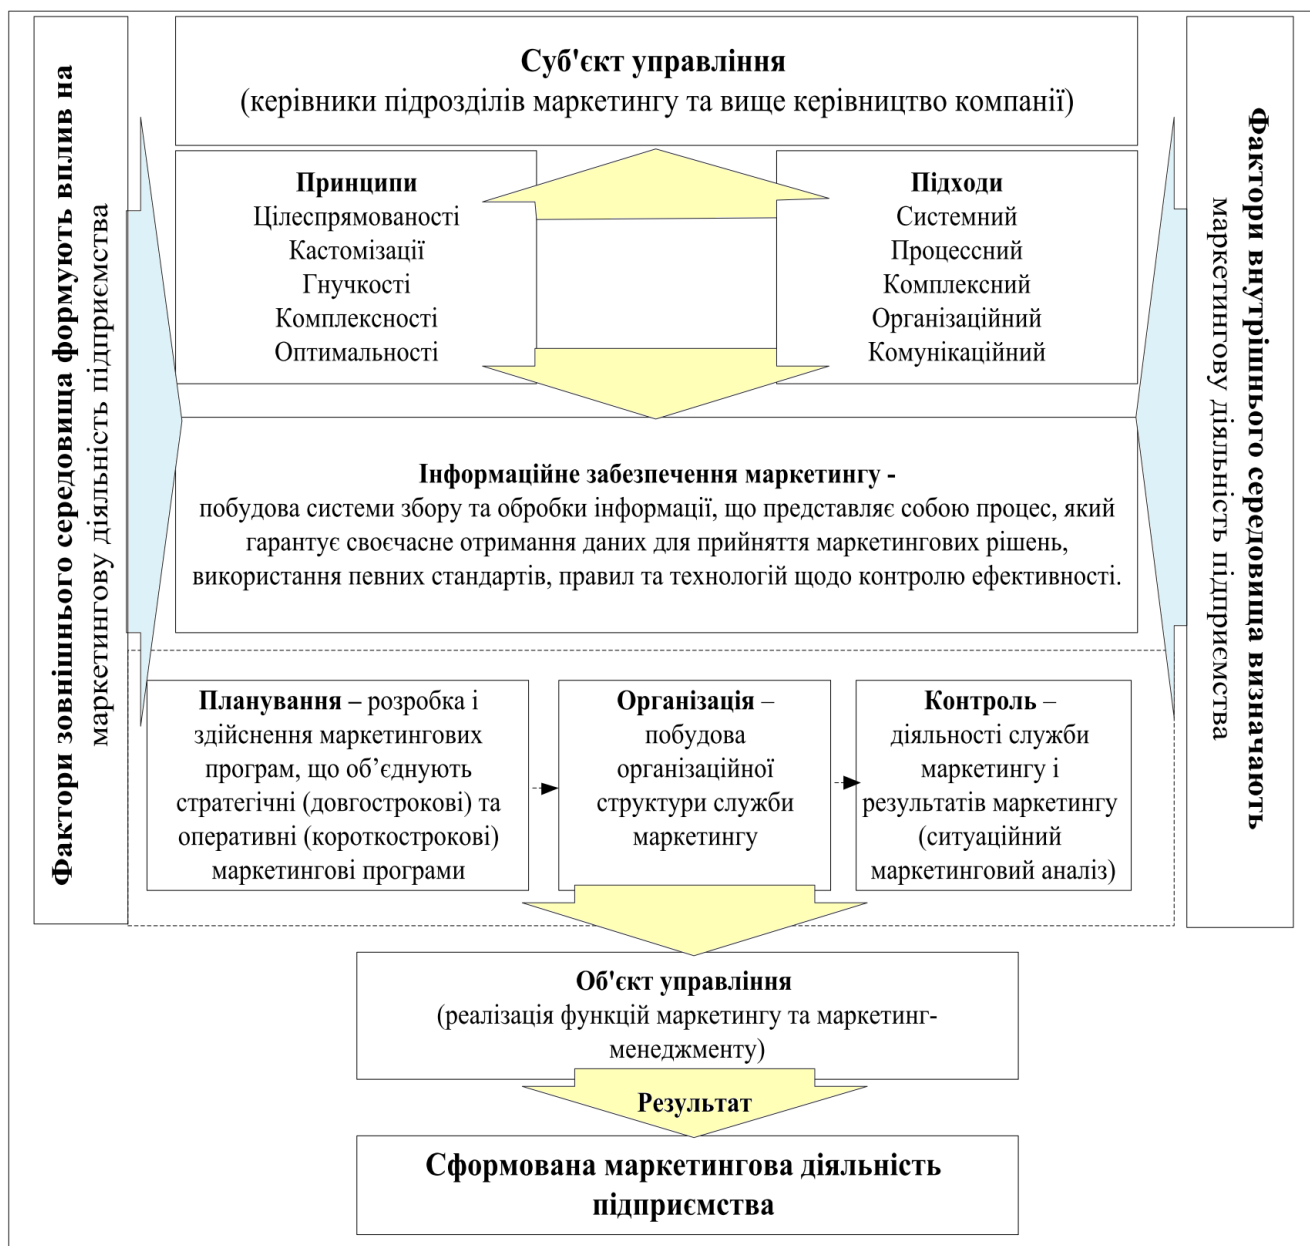 Фактори зовнішнього середовища формують вплив на
маркетингову діяльність підприємства
Суб'єкт управління
(керівники підрозділів маркетингу та вище керівництво компанії)
Принципи
Цілеспрямованості
Кастомізації
Гнучкості
Комплексності
Оптимальності
Підходи
Системний
Процессний
Комплексний
Організаційний
Комунікаційний
Інформаційне забезпечення маркетингу -
побудова системи збору та обробки інформації, що представляє собою процес, який
гарантує своєчасне отримання даних для прийняття маркетингових рішень,
використання певних стандартів, правил та технологій щодо контролю ефективності.
Планування – розробка і
здійснення маркетингових
програм, що об’єднують
стратегічні (довгострокові) та
оперативні (короткострокові)
маркетингові програми
Організація –
побудова
організаційної
структури служби
маркетингу
Контроль –
діяльності служби
маркетингу і
результатів маркетингу
(ситуаційний
маркетинговий аналіз)
Об'єкт управління
(реалізація функцій маркетингу та маркетинг-
менеджменту)
Результат
Сформована маркетингова діяльність
підприємства
Фактори внутрішнього середовища визначають
маркетингову діяльність підприємства